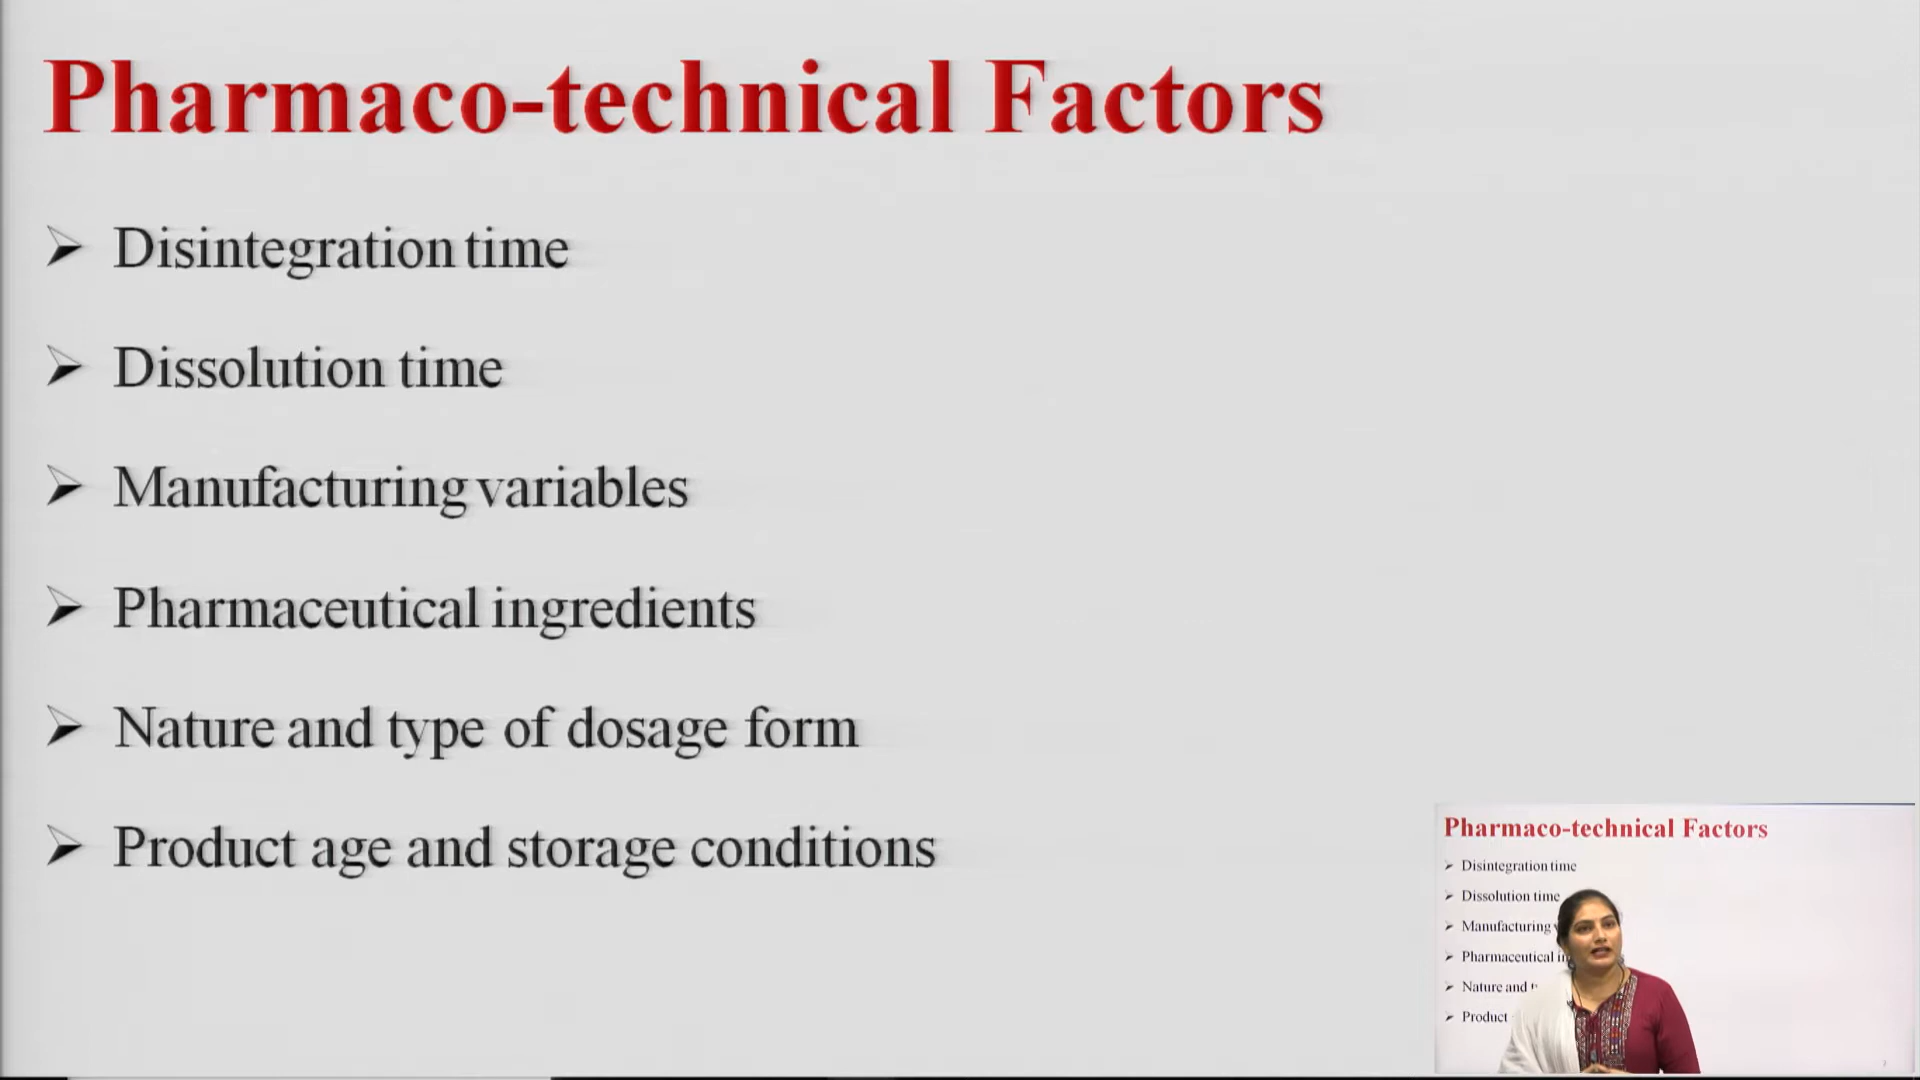 Pharmaco-technical Factors
Disintegration time
Dissolution time
Manufacturing variables
Pharmaceutical ingredients
Nature and type of dosage form
Product age and storage conditions
Pharmaco-technical Factors
Disintegration time
Dissolution time
Manufacturing
Pharmaceutical
Nature and
Product